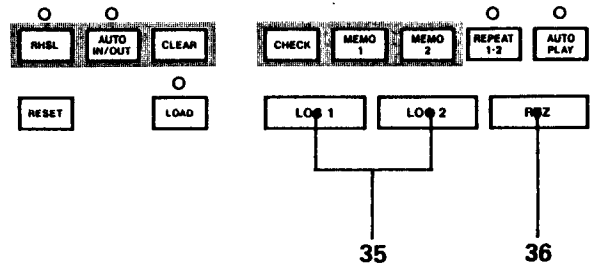 RHSL AUTO IN/OUT CLEAR CHECK MEMO 1 MEMO 2 REPEAT 1-2 AUTO PLAY
RESET LOAD LOC 1 LOC 2 RTZ
35 36